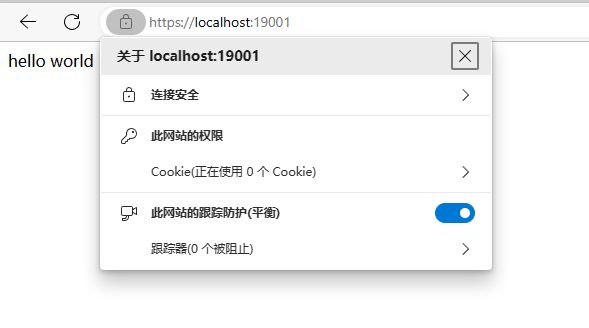 https://localhost:19001
hello world
关于 localhost:19001
连接安全
此网站的权限
Cookie(正在使用 0 个 Cookie)
此网站的跟踪防护(平衡)
跟踪器(0 个被阻止)